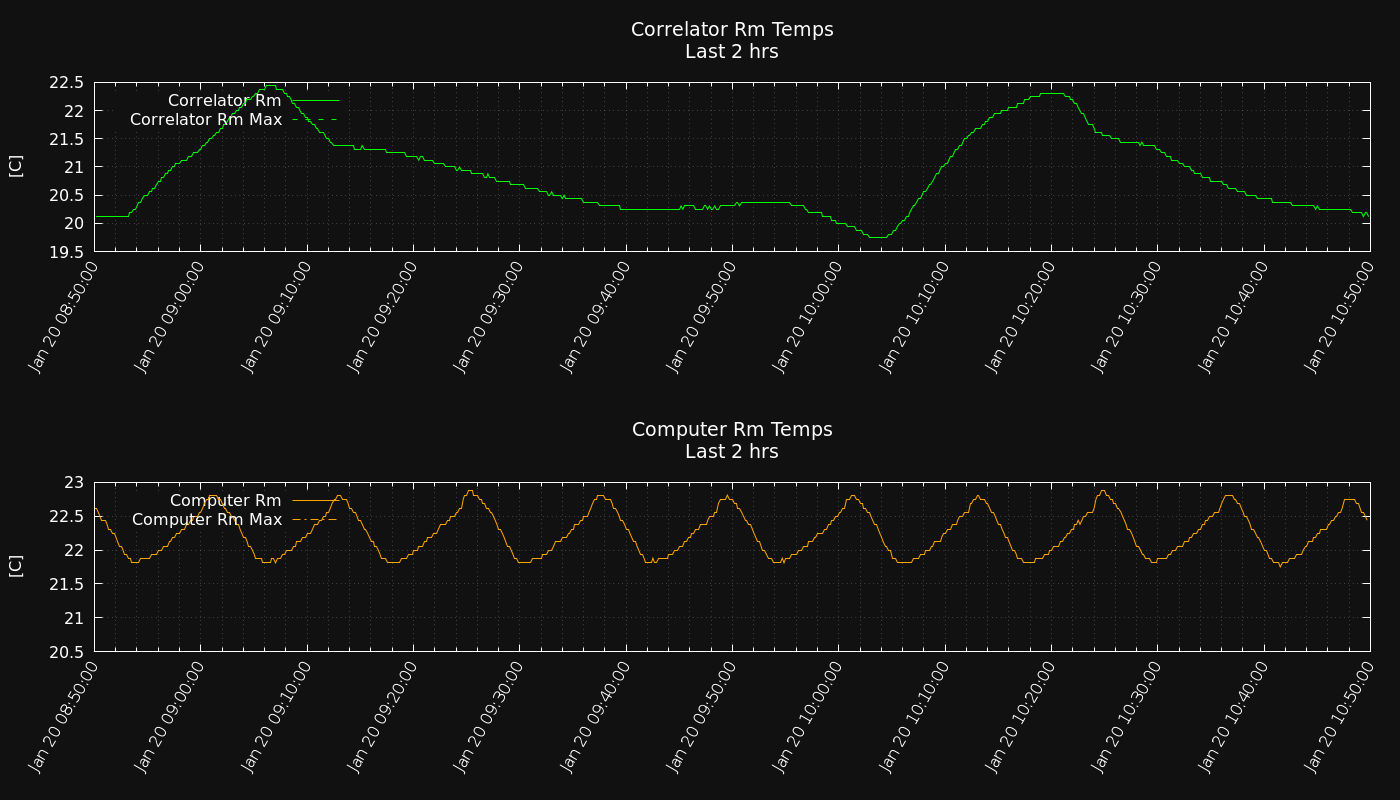 Correlator Rm Temps
Last 2 hrs
22.5
22
21.5
21
20.5
20
19.5
[C]
Correlator Rm
Correlator Rm Max
Jan 20 08:50:00
Jan 20 09:00:00
Jan 20 09:10:00
Jan 20 09:20:00
Jan 20 09:30:00
Jan 20 09:40:00
Jan 20 09:50:00
Jan 20 10:00:00
Jan 20 10:10:00
Jan 20 10:20:00
Jan 20 10:30:00
Jan 20 10:40:00
Jan 20 10:50:00
Computer Rm Temps
Last 2 hrs
23
22.5
22
21.5
21
20.5
[C]
Computer Rm
Computer Rm Max
Jan 20 08:50:00
Jan 20 09:00:00
Jan 20 09:10:00
Jan 20 09:20:00
Jan 20 09:30:00
Jan 20 09:40:00
Jan 20 09:50:00
Jan 20 10:00:00
Jan 20 10:10:00
Jan 20 10:20:00
Jan 20 10:30:00
Jan 20 10:40:00
Jan 20 10:50:00